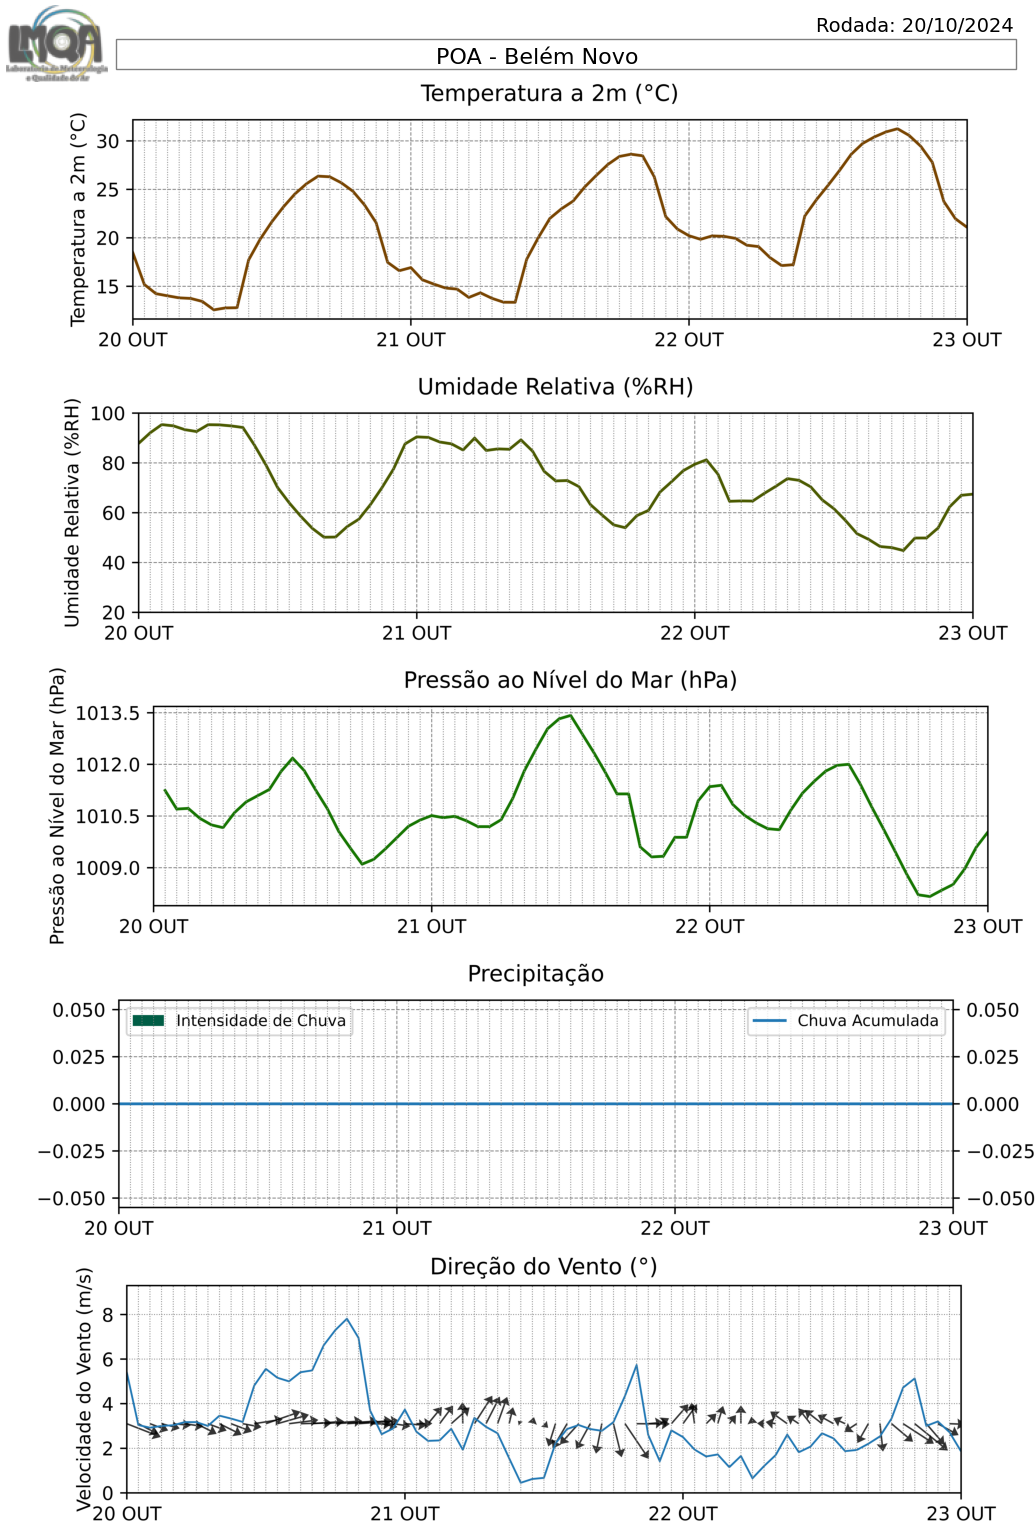 Rodada: 20/10/2024
LMQA
Laboratório de Meteorologia
e Qualidade do Ar
POA - Belém Novo
Temperatura a 2m (°C)
Temperatura a 2m (°C)
30
25
20
15
20 OUT 21 OUT 22 OUT 23 OUT
Umidade Relativa (%RH)
Umidade Relativa (%RH)
100
80
60
40
20
20 OUT 21 OUT 22 OUT 23 OUT
Pressão ao Nível do Mar (hPa)
Pressão ao Nível do Mar (hPa)
1013.5
1012.0
1010.5
1009.0
20 OUT 21 OUT 22 OUT 23 OUT
Precipitação
0.050 Intensidade de Chuva Chuva Acumulada 0.050
0.025 0.025
0.000 0.000
−0.025 −0.025
−0.050 −0.050
20 OUT 21 OUT 22 OUT 23 OUT
Direção do Vento (°)
Velocidade do Vento (m/s)
8
6
4
2
0
20 OUT 21 OUT 22 OUT 23 OUT